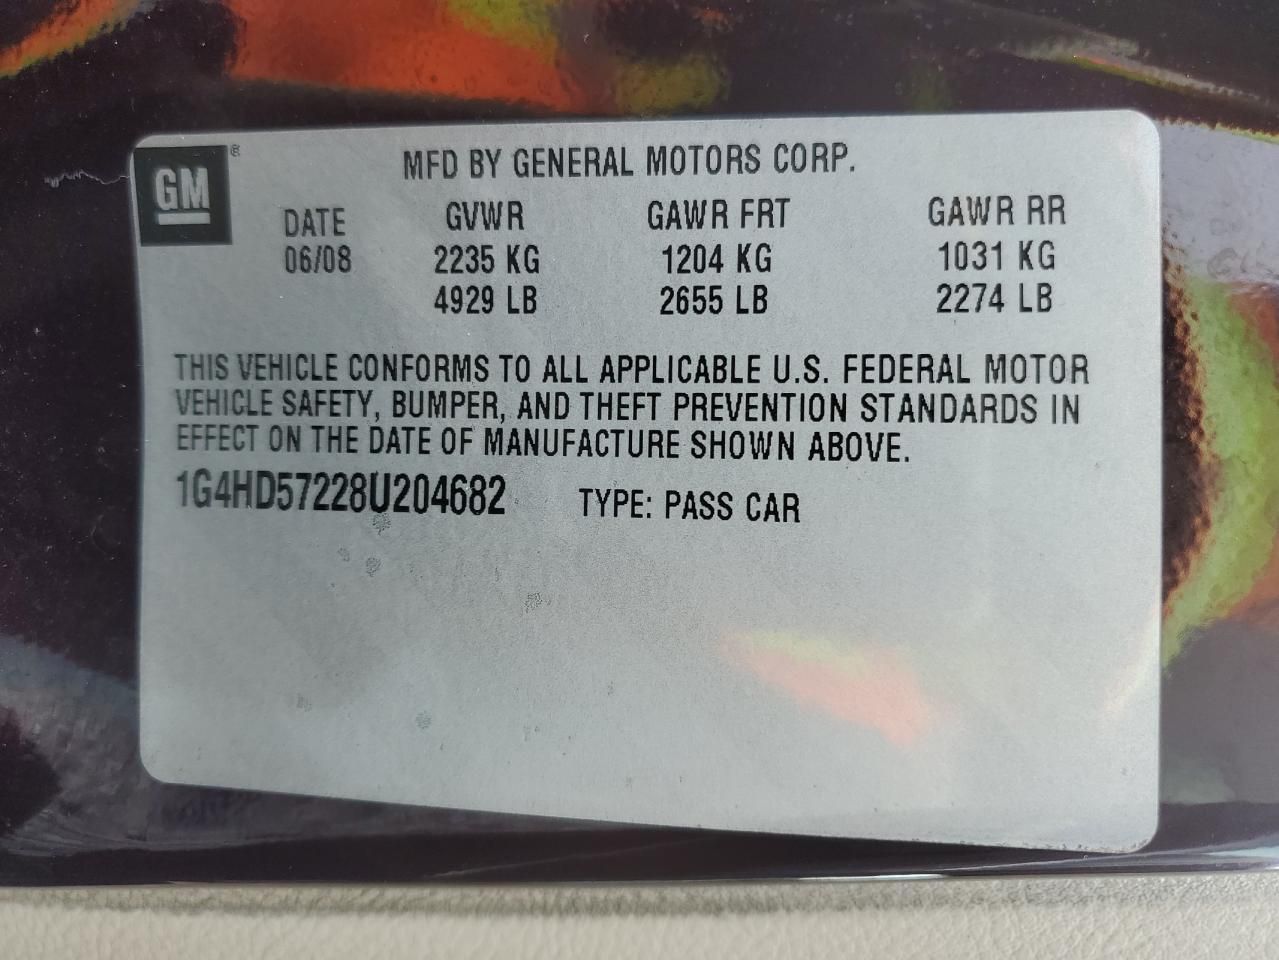 GM®
MFD BY GENERAL MOTORS CORP.
DATE GVWR GAWR FRT GAWR RR
06/08 2235 KG 1204 KG 1031 KG
4929 LB 2655 LB 2274 LB
THIS VEHICLE CONFORMS TO ALL APPLICABLE U.S. FEDERAL MOTOR
VEHICLE SAFETY, BUMPER, AND THEFT PREVENTION STANDARDS IN
EFFECT ON THE DATE OF MANUFACTURE SHOWN ABOVE.
1G4HD57228U204682 TYPE: PASS CAR